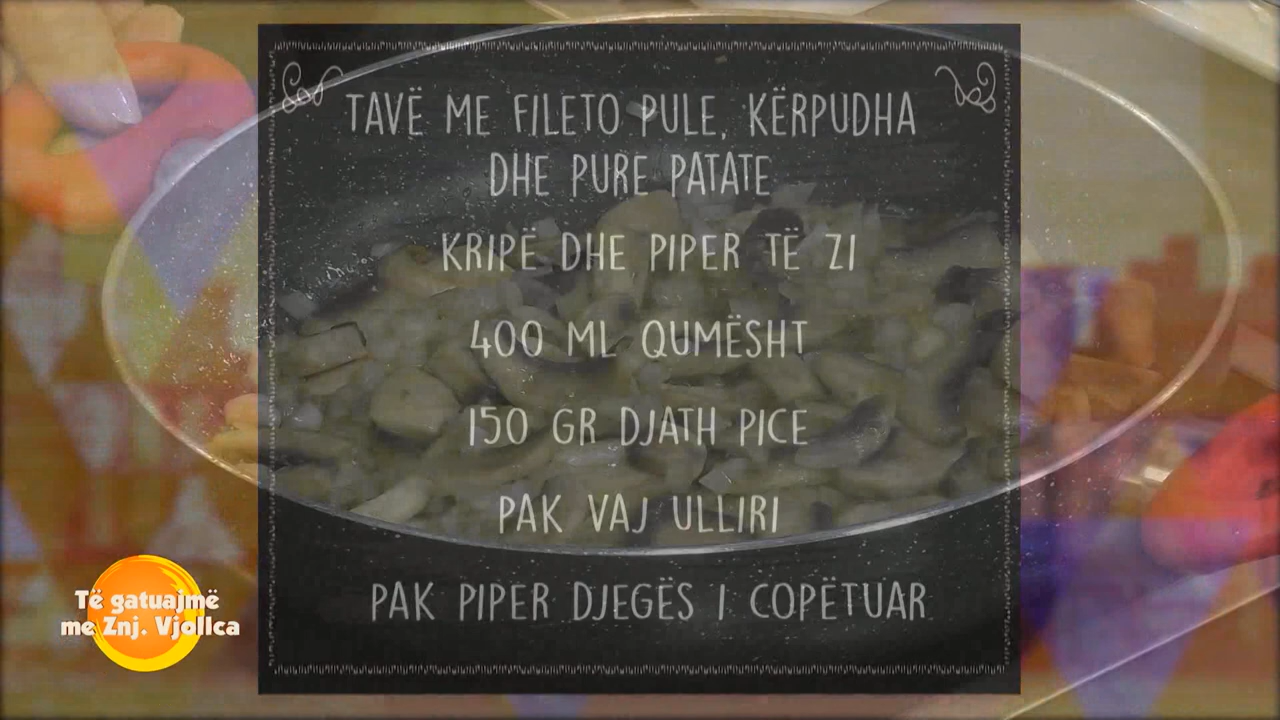 TAVË ME FILETO PULE, KËRPUDHA
DHE PURE PATATE
KRIPË DHE PIPER TË ZI
400 ML QUMËSHT
150 GR DJATH PICE
PAK VAJ ULLIRI
PAK PIPER DJEGËS I COPËTUAR
Të gatuajmë
me Znj. Vjollca